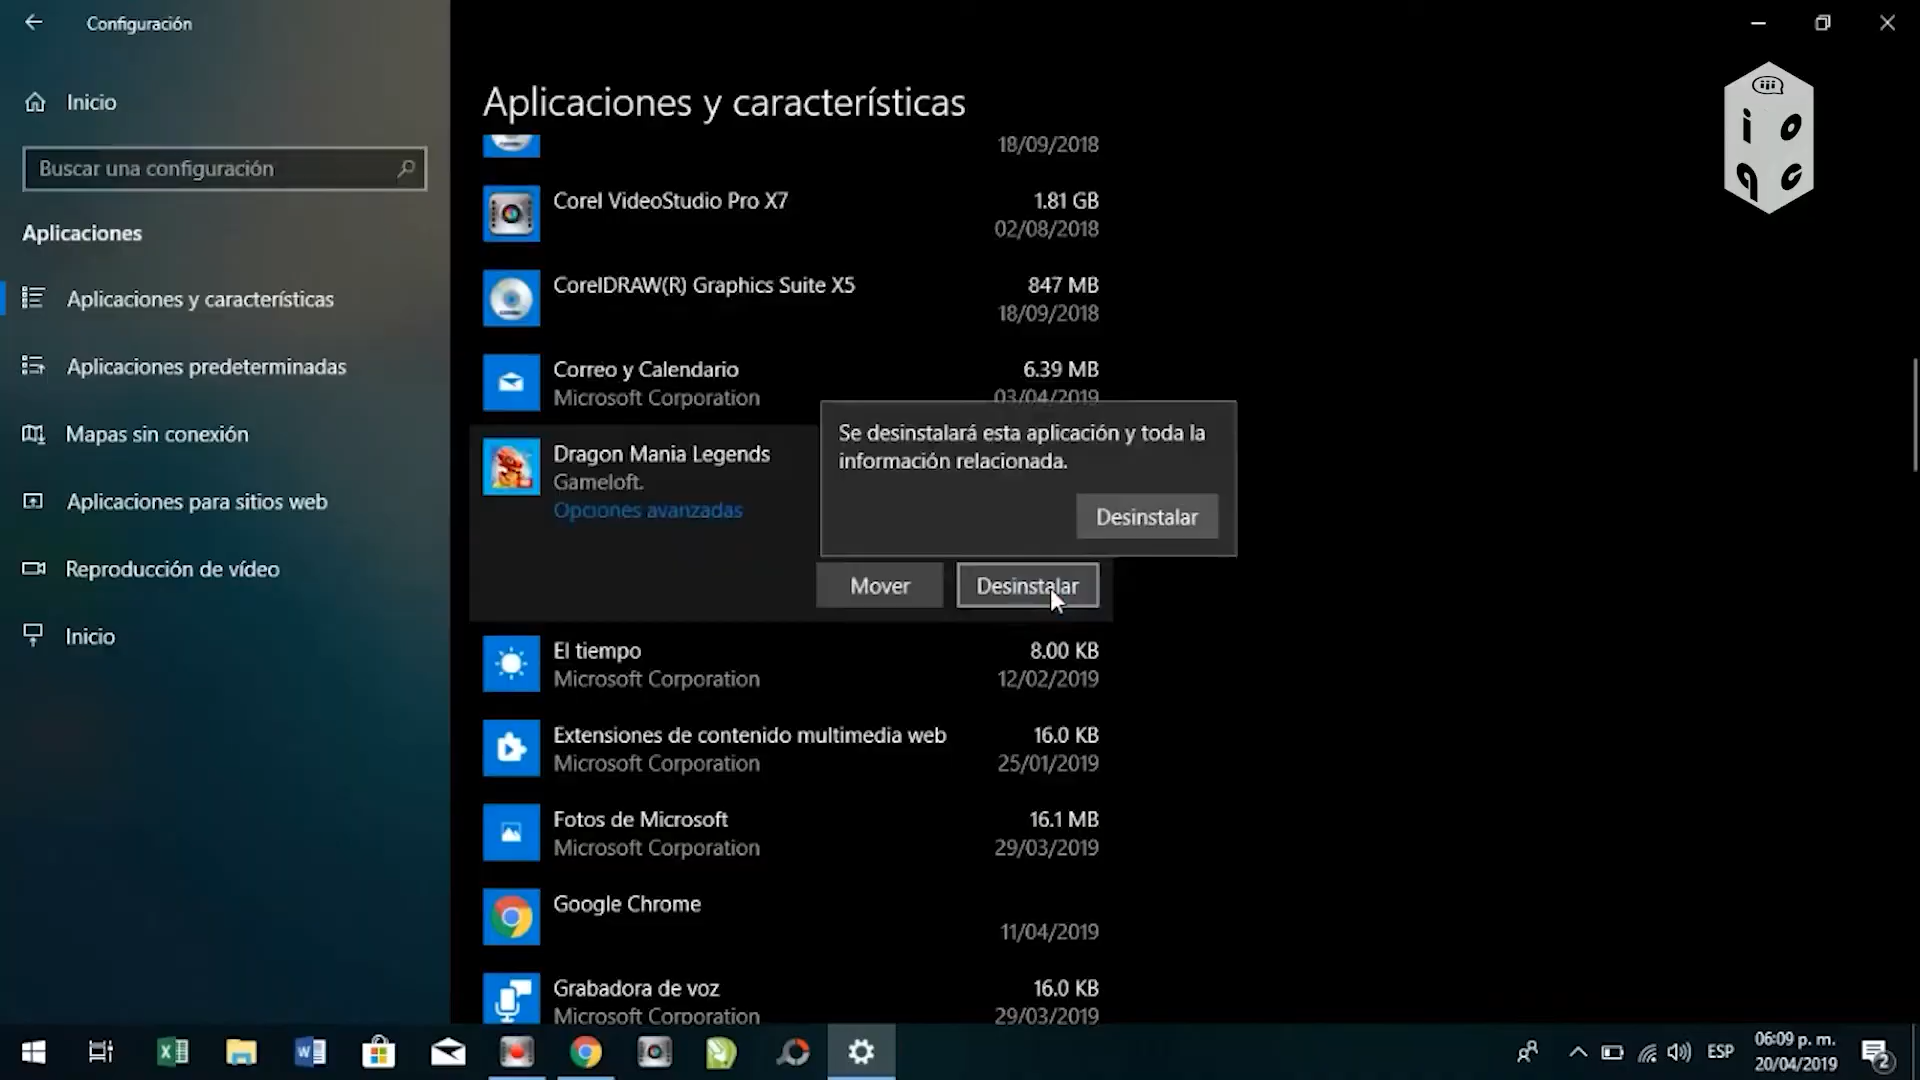 Configuración
Inicio
Buscar una configuración
Aplicaciones
Aplicaciones y características
Aplicaciones predeterminadas
Mapas sin conexión
Aplicaciones para sitios web
Reproducción de vídeo
Inicio
Aplicaciones y características
18/09/2018
Corel VideoStudio Pro X7
1.81 GB
02/08/2018
CorelDRAW(R) Graphics Suite X5
847 MB
18/09/2018
Correo y Calendario
6.39 MB
Microsoft Corporation
03/04/2019
Dragon Mania Legends
Gameloft.
Opciones avanzadas
Se desinstalará esta aplicación y toda la
información relacionada.
Desinstalar
Mover
Desinstalar
El tiempo
8.00 KB
Microsoft Corporation
12/02/2019
Extensiones de contenido multimedia web
16.0 KB
Microsoft Corporation
25/01/2019
Fotos de Microsoft
16.1 MB
Microsoft Corporation
29/03/2019
Google Chrome
11/04/2019
Grabadora de voz
16.0 KB
Microsoft Corporation
29/03/2019
ESP
06:09 p. m.
20/04/2019
2